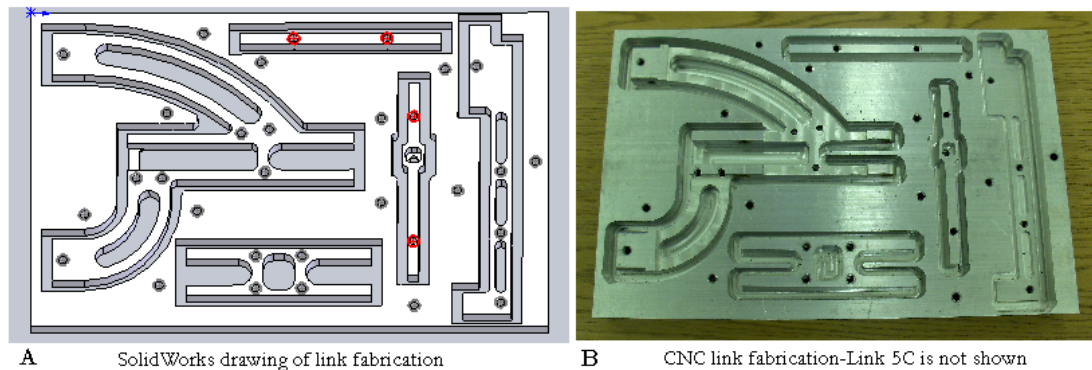 A SolidWorks drawing of link fabrication
B CNC link fabrication-Link 5C is not shown